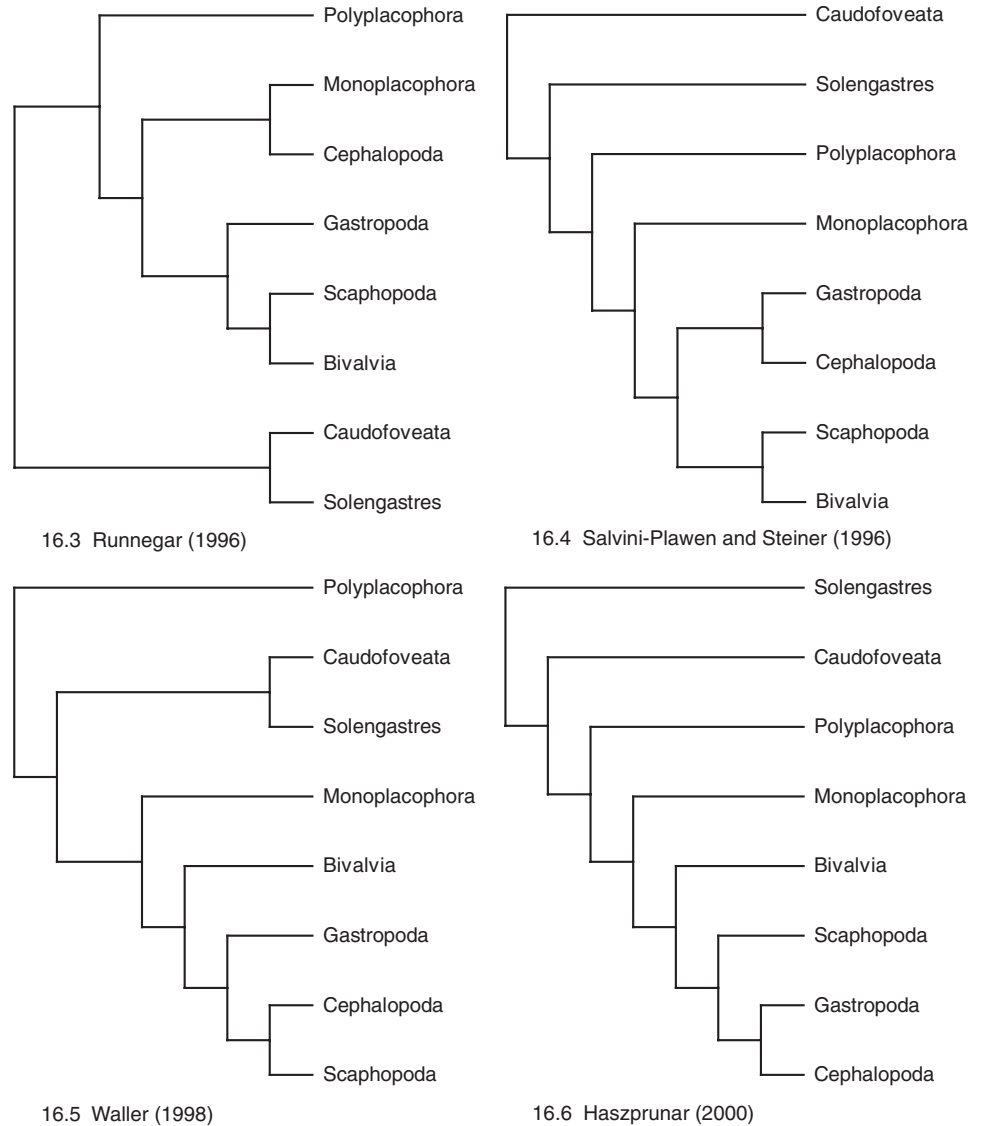 Polyplacophora
Monoplacophora
Cephalopoda
Gastropoda
Scaphopoda
Bivalvia
Caudofoveata
Solengastres
16.3 Runnegar (1996)
Caudofoveata
Solengastres
Polyplacophora
Monoplacophora
Gastropoda
Cephalopoda
Scaphopoda
Bivalvia
16.4 Salvini-Plawen and Steiner (1996)
Polyplacophora
Caudofoveata
Solengastres
Monoplacophora
Bivalvia
Gastropoda
Cephalopoda
Scaphopoda
16.5 Waller (1998)
Solengastres
Caudofoveata
Polyplacophora
Monoplacophora
Bivalvia
Scaphopoda
Gastropoda
Cephalopoda
16.6 Haszprunar (2000)